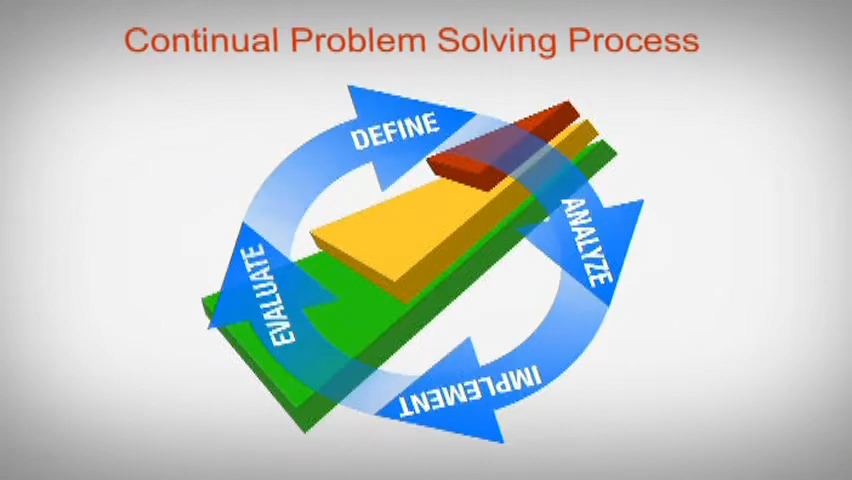 Continual Problem Solving Process
DEFINE
ANALYZE
IMPLEMENT
EVALUATE